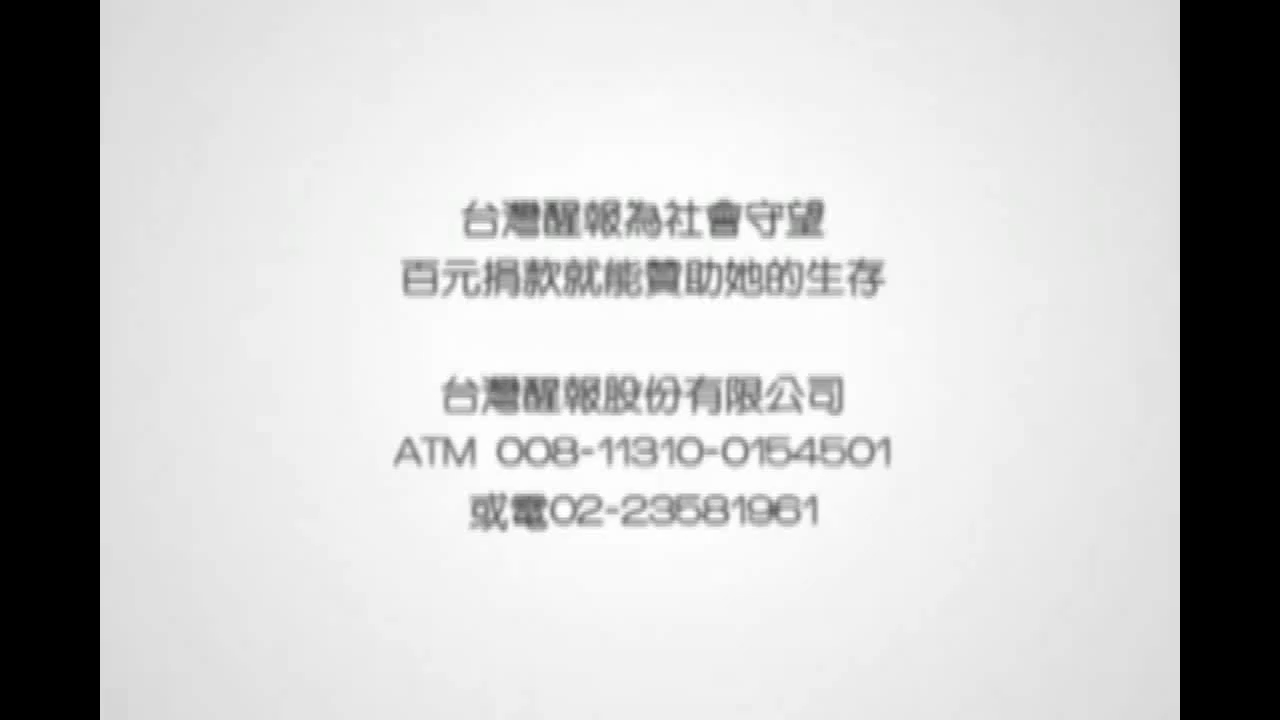 台灣醒報為社會守望
百元捐款就能贊助她的生存
台灣醒報股份有限公司
ATM 008-11310-0154501
或電02-23581961